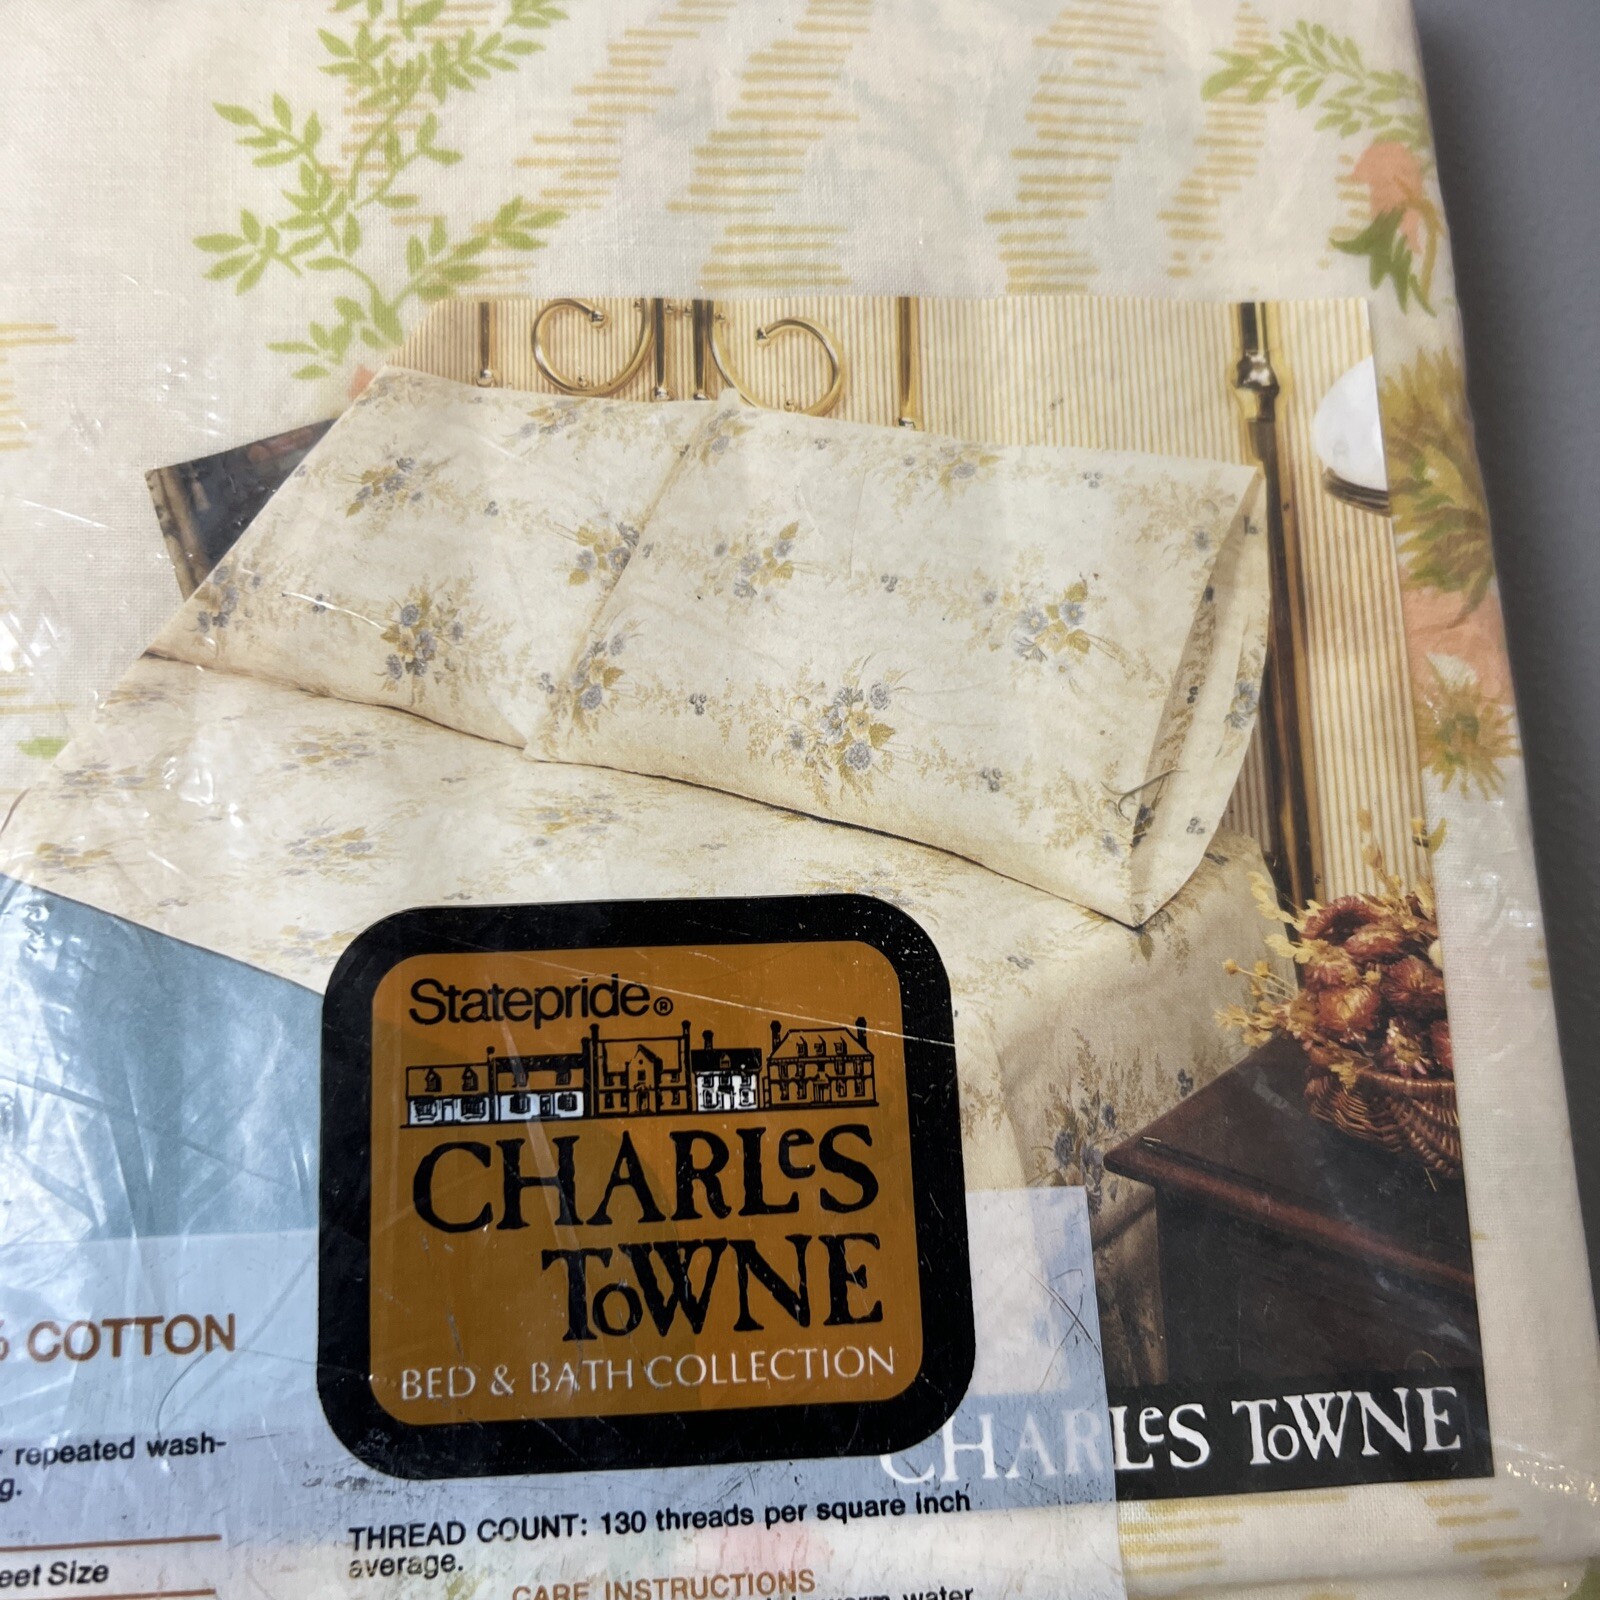 Statepride®
CHARLeS
ToWNE
BED & BATH COLLECTION
CHARLeS ToWNE
% COTTON
repeated wash-
g.
eet Size
THREAD COUNT: 130 threads per square inch
average.
CARE INSTRUCTIONS
warm water